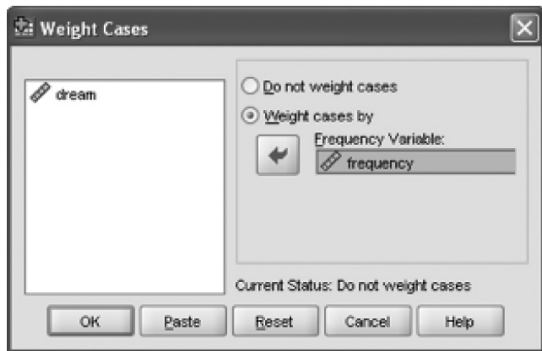 Weight Cases
dream
Do not weight cases
Weight cases by
Frequency Variable:
frequency
Current Status: Do not weight cases
OK Paste Reset Cancel Help